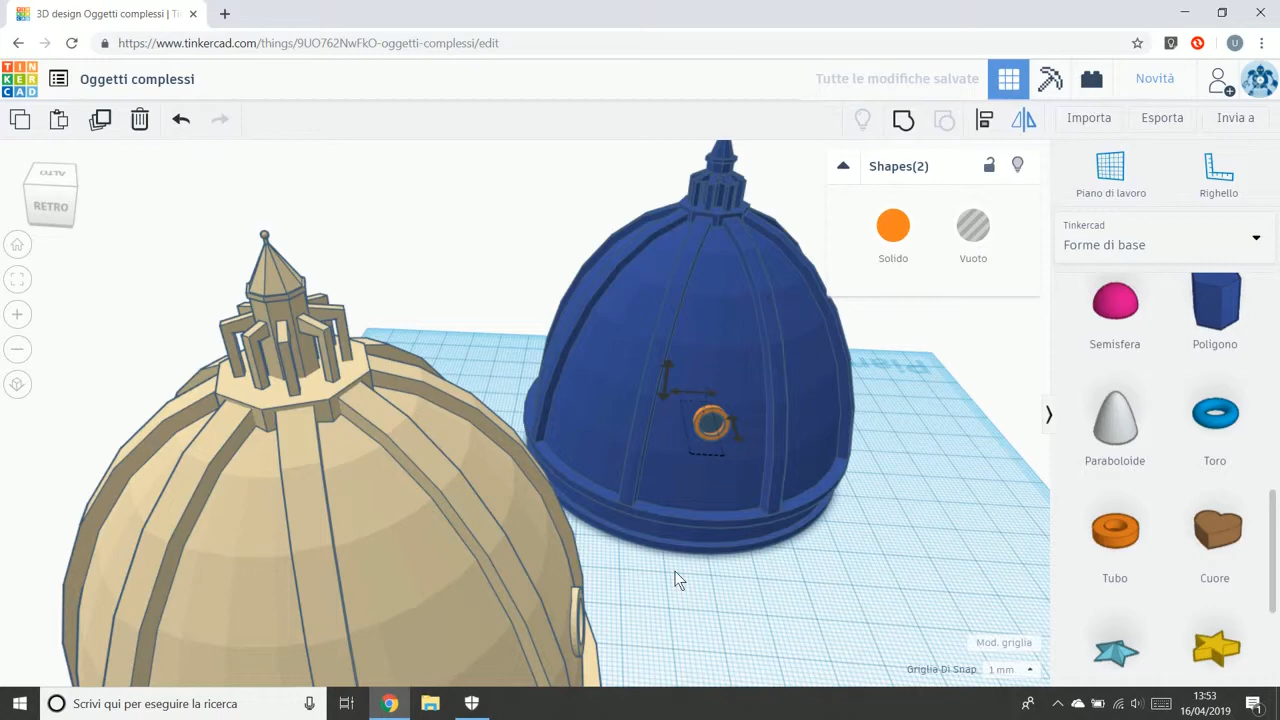 3D design Oggetti complessi | Ti
https://www.tinkercad.com/things/9UO762NwFkO-oggetti-complessi/edit
U
TIN
KER
CAD
Oggetti complessi
Tutte le modifiche salvate
Novità
Importa
Esporta
Invia a
ALTO
RETRO
Shapes(2)
Solido
Vuoto
Piano di lavoro
Righello
Tinkercad
Forme di base
Semisfera
Poligono
Paraboloide
Toro
Tubo
Cuore
Mod. griglia
Griglia Di Snap
1 mm
Scrivi qui per eseguire la ricerca
13:53
16/04/2019
1